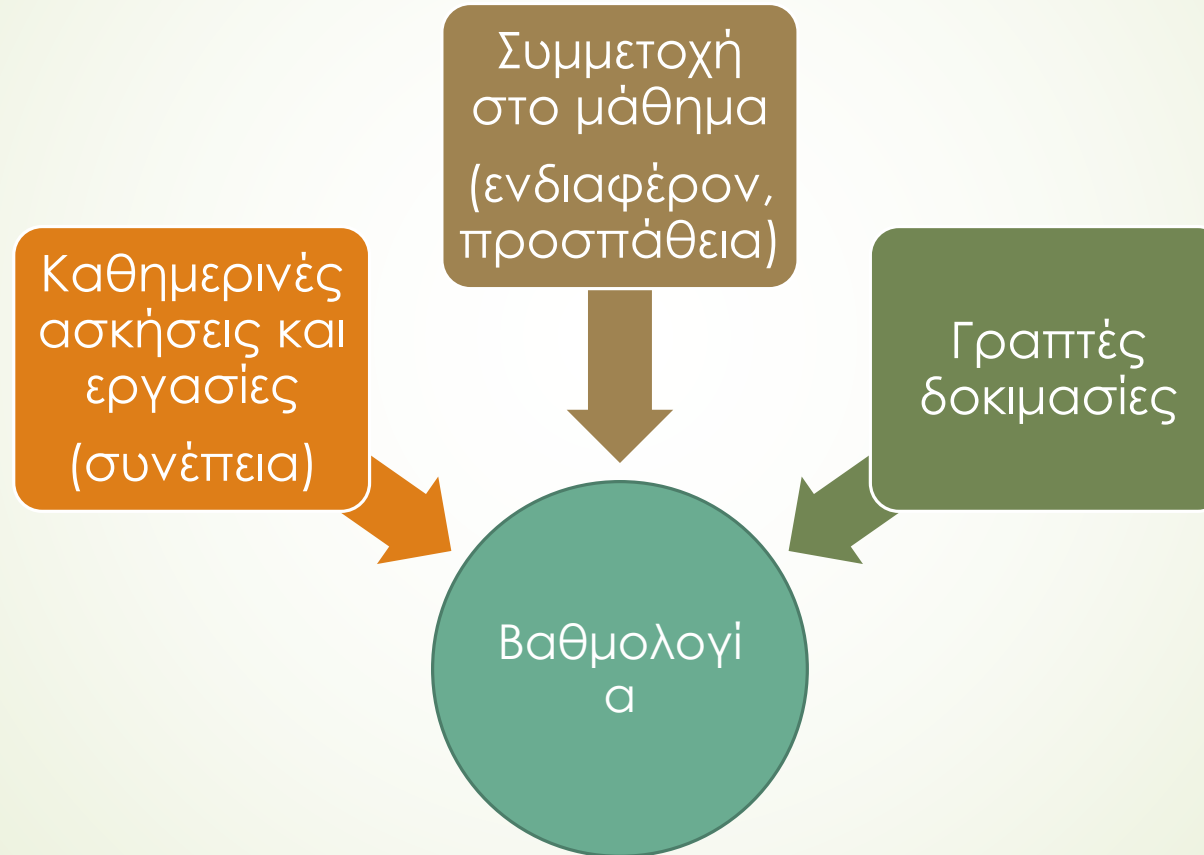 Συμμετοχή
στο μάθημα
(ενδιαφέρον,
προσπάθεια)
Καθημερινές
ασκήσεις και
εργασίες
(συνέπεια)
Γραπτές
δοκιμασίες
Βαθμολογί
α